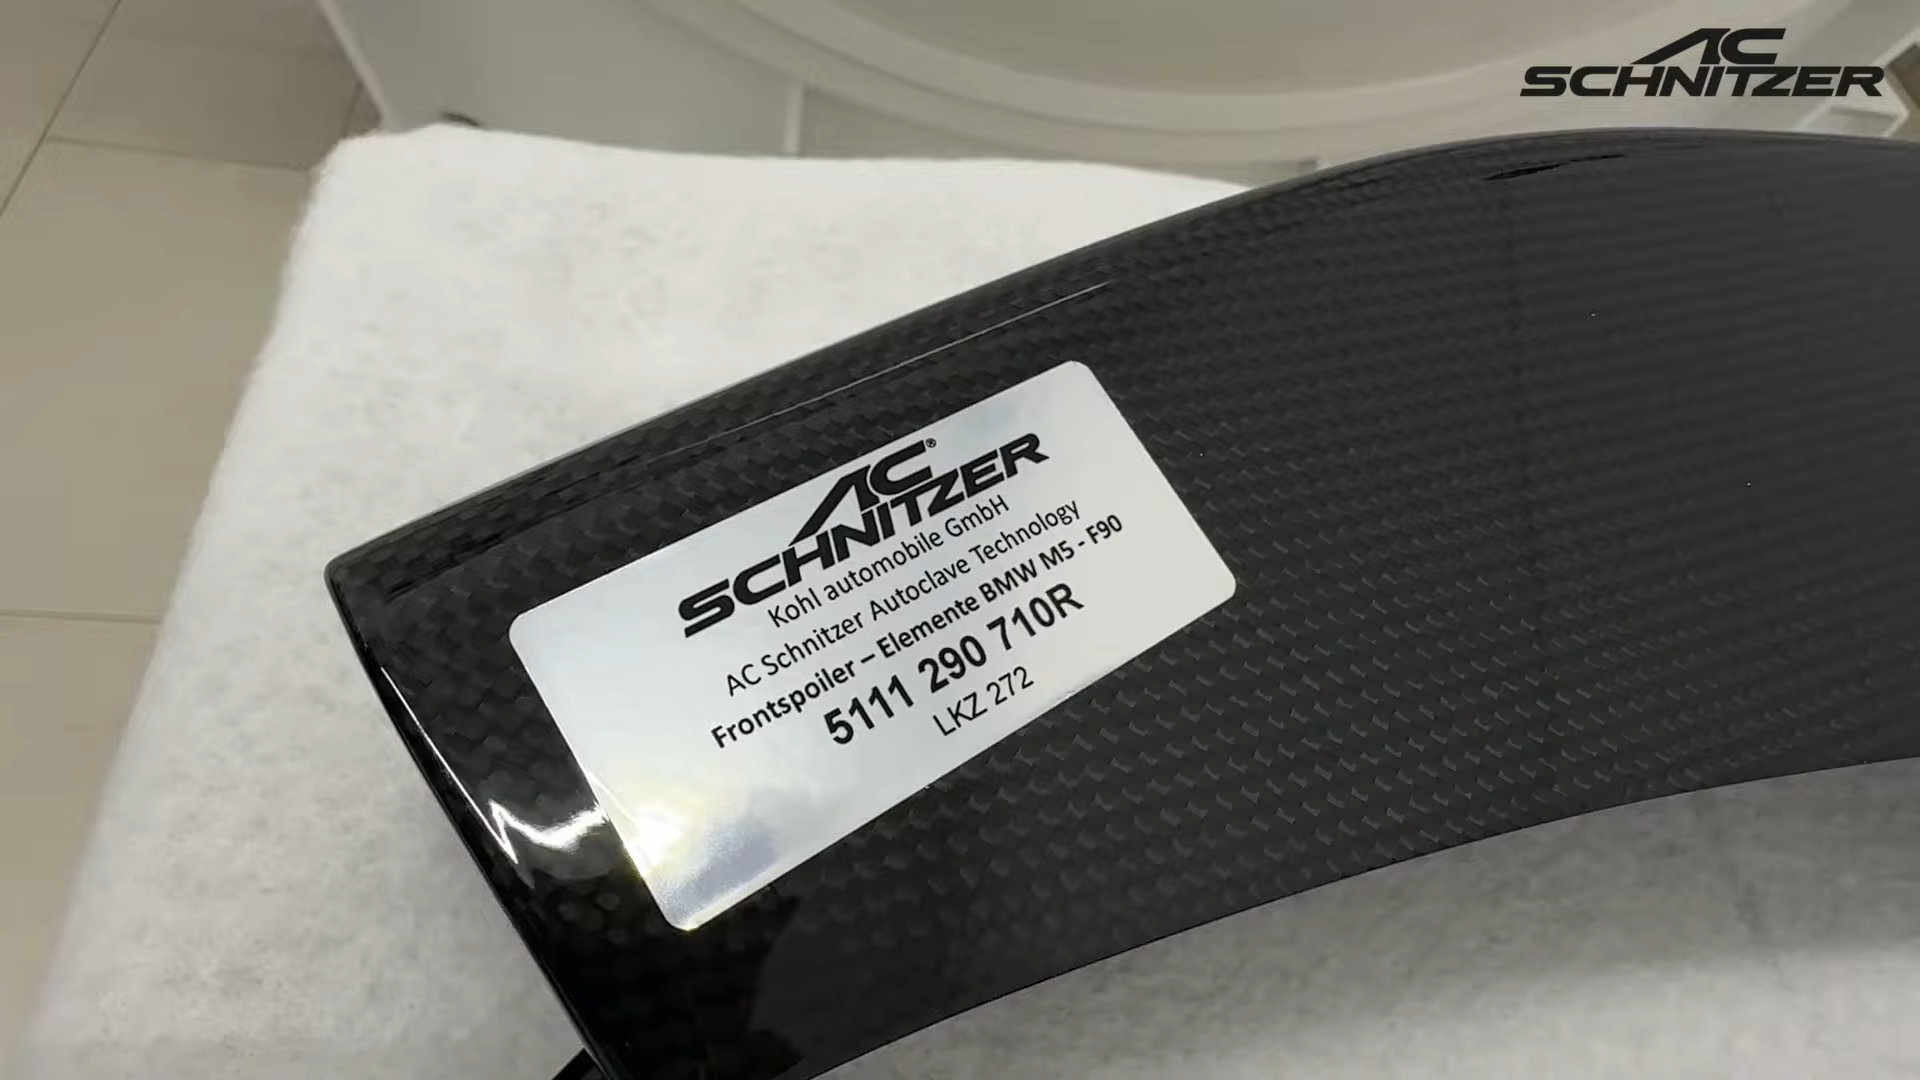 AC
SCHNITZER
AC®
SCHNITZER
Kohl automobile GmbH
AC Schnitzer Autoclave Technology
Frontspoiler – Elemente BMW M5 - F90
5111 290 710R
LKZ 272